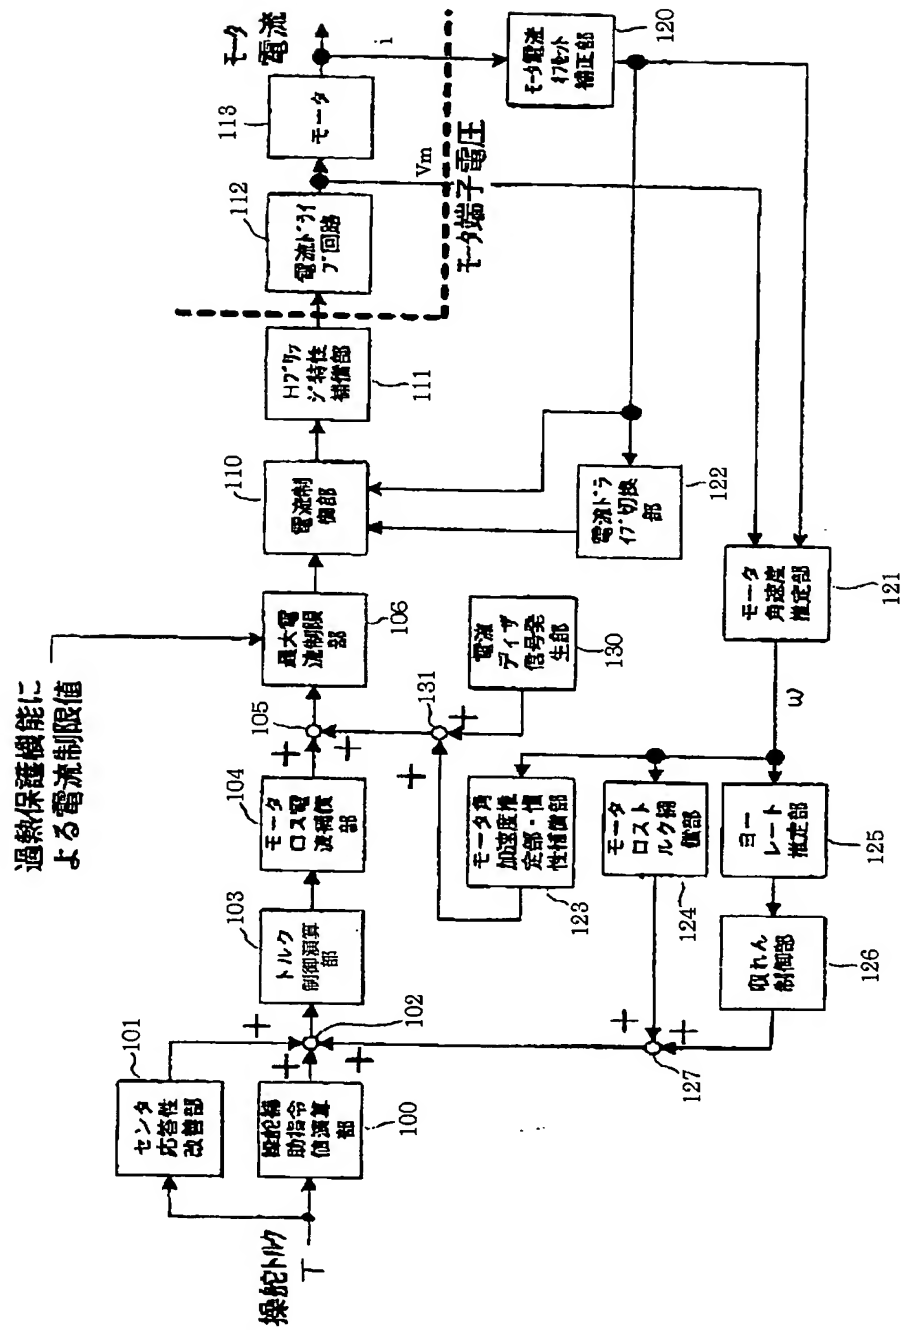 過熱保護機能に
よる電流制限値
操舵トルク
T
センタ
応答性
改善部
101
操舵補
助指令
値演算
部
100
+
+
+
102
トルク
制御演算
部
103
モータ
ロス電
流補償
部
104
+
+
105
最大電
流制限
部
106
電流制
御部
110
Hブリッ
ジ特性
補償部
111
電流ドライ
ブ回路
112
モータ
113
モータ
電流
i
Vm
モータ端子電圧
モータ電流
オフセット
補正部
120
電流ドラ
イブ切換
部
122
電流
ディザ
信号発
生部
130
+
+
131
モータ
角速度
推定部
121
ω
モータ角
加速度推
定部・慣
性補償部
123
モータ
ロスト
ルク補
償部
124
ヨー
レート
推定部
125
収れん
制御部
126
+
+
127